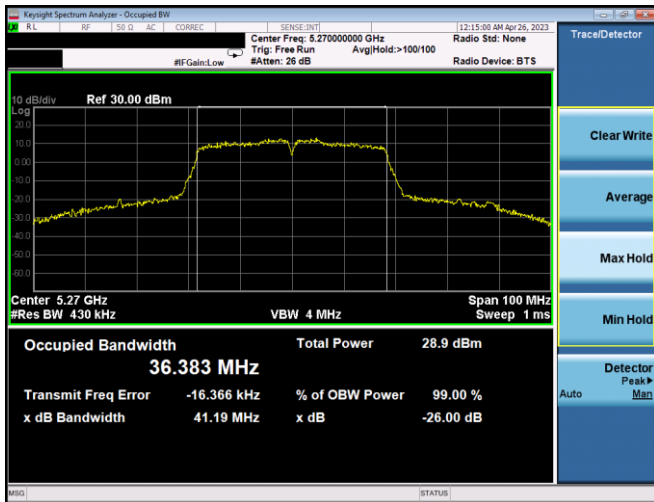 Keysight Spectrum Analyzer - Occupied BW
RL RF 50 Ω AC CORREC SENSE:INT 12:15:00 AM Apr 26, 2023
Center Freq: 5.270000000 GHz Radio Std: None
Trig: Free Run Avg|Hold:>100/100
#IFGain:Low #Atten: 26 dB Radio Device: BTS
Trace/Detector
10 dB/div Ref 30.00 dBm
Log
20.0
10.0
0.00
-10.0
-20.0
-30.0
-40.0
-50.0
-60.0
Center 5.27 GHz Span 100 MHz
#Res BW 430 kHz VBW 4 MHz Sweep 1 ms
Occupied Bandwidth Total Power 28.9 dBm
36.383 MHz
Transmit Freq Error -16.366 kHz % of OBW Power 99.00 %
x dB Bandwidth 41.19 MHz x dB -26.00 dB
Clear Write
Average
Max Hold
Min Hold
Detector
Peak▶
Auto Man
MSG STATUS